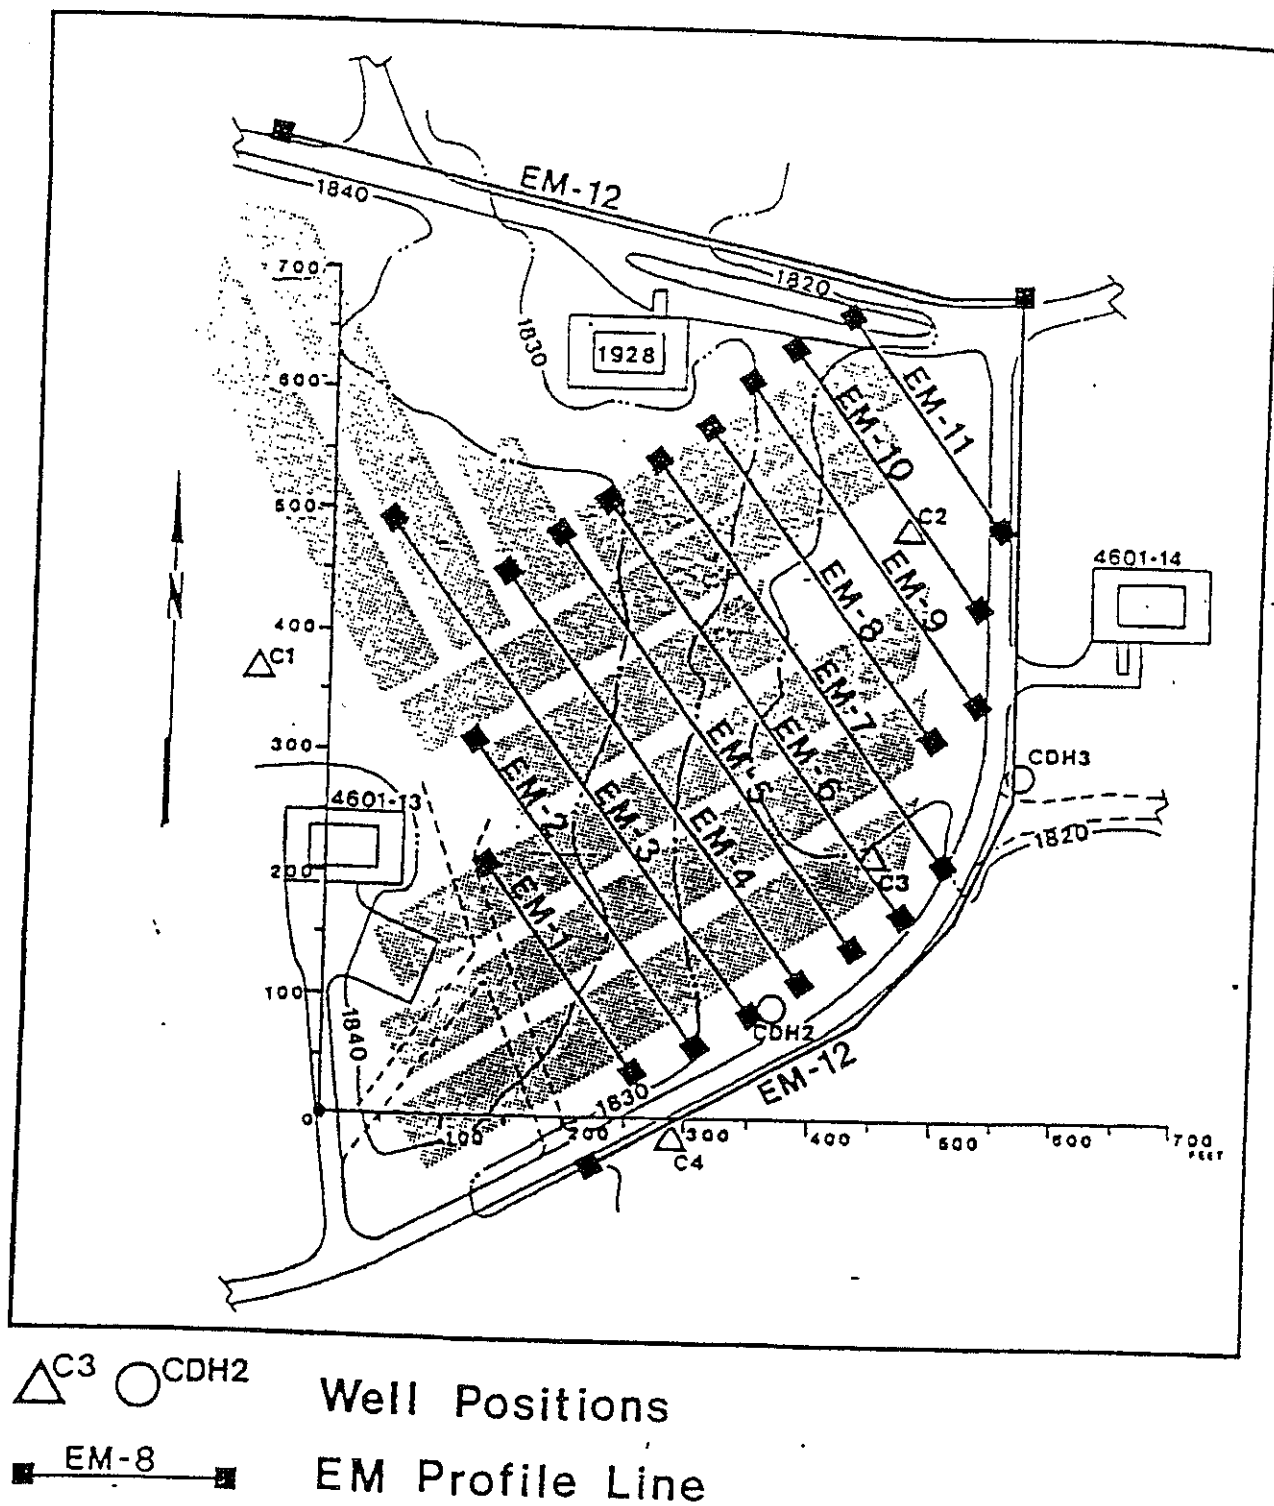 EM-12
1840
700
1820
1830
1928
600
EM-11
EM-10
500
C2
4601-14
EM-9
EM-8
N
400
C1
EM-7
300
EM-6
EM-5
CDH3
4601-13
EM-2
EM-3
EM-4
1820
200
C3
EM-1
100
CDH2
1840
EM-12
1830
0
100
200
300
400
500
600
700
FEET
C4
C3 CDH2 Well Positions
EM-8 EM Profile Line